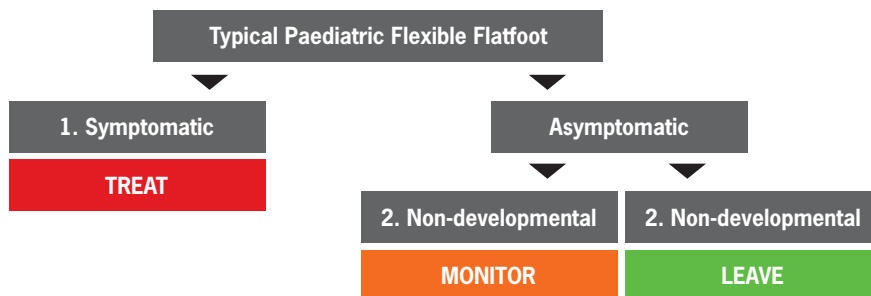 Typical Paediatric Flexible Flatfoot
1. Symptomatic
Asymptomatic
TREAT
2. Non-developmental
2. Non-developmental
MONITOR
LEAVE